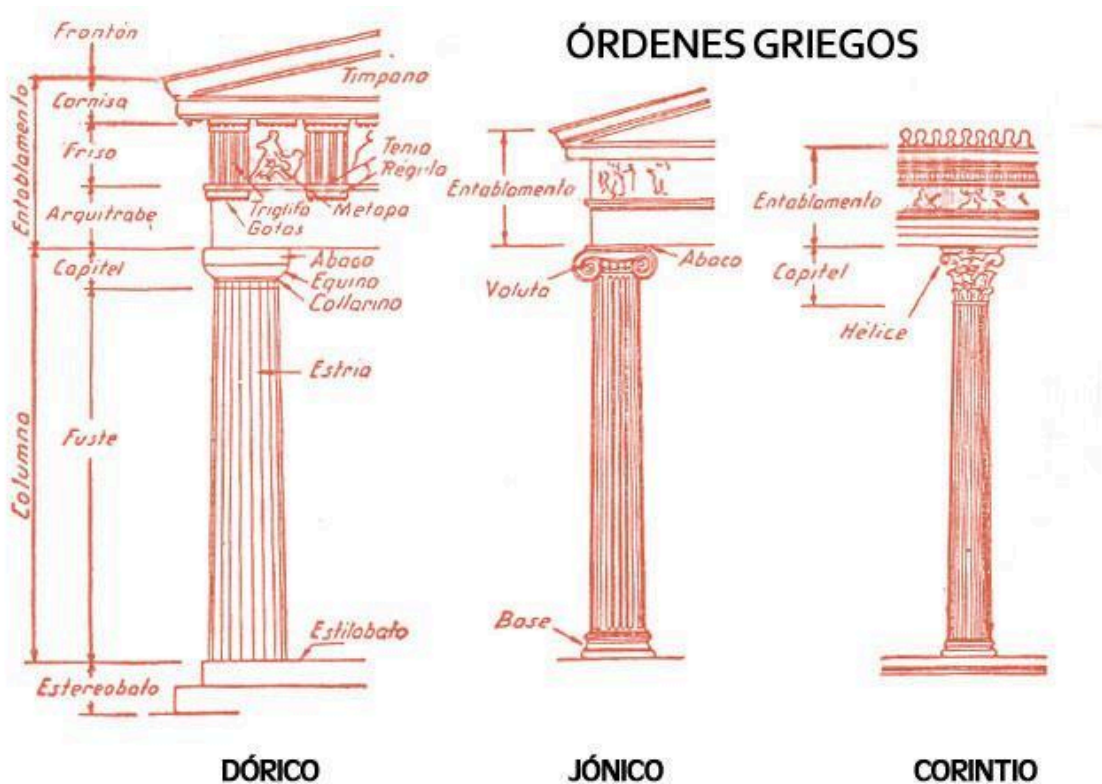 ÓRDENES GRIEGOS
Frontón
Cornisa
Friso
Arquitrabe
Entablamento
Capitel
Fuste
Columna
Estereobato
Tímpano
Tenia
Régula
Triglifo
Metopa
Gotas
Abaco
Equino
Collarino
Estria
Estilobato
DÓRICO
Entablamento
Abaco
Voluta
Base
JÓNICO
Entablamento
Capitel
Hélice
CORINTIO